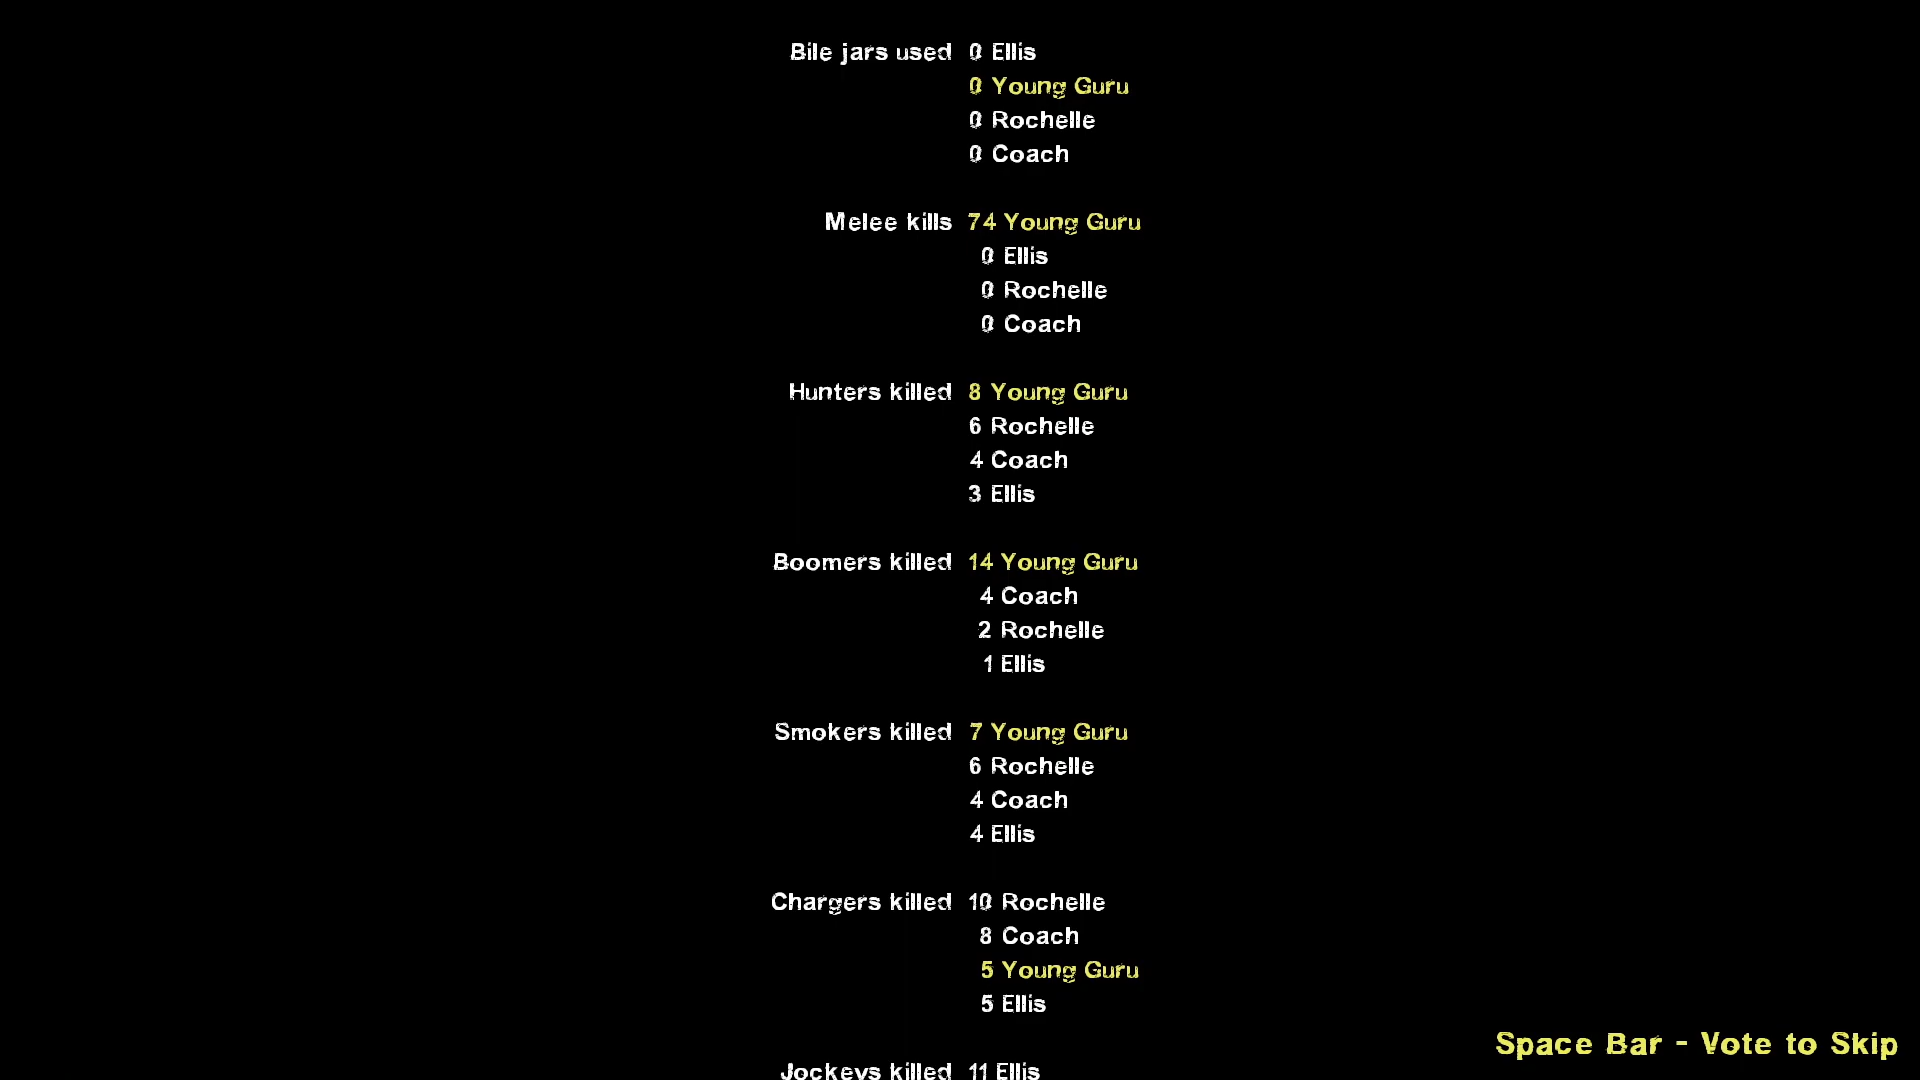 Bile jars used 0 Ellis
0 Young Guru
0 Rochelle
0 Coach
Melee kills 74 Young Guru
0 Ellis
0 Rochelle
0 Coach
Hunters killed 8 Young Guru
6 Rochelle
4 Coach
3 Ellis
Boomers killed 14 Young Guru
4 Coach
2 Rochelle
1 Ellis
Smokers killed 7 Young Guru
6 Rochelle
4 Coach
4 Ellis
Chargers killed 10 Rochelle
8 Coach
5 Young Guru
5 Ellis
Jockeys killed 11 Ellis
Space Bar - Vote to Skip